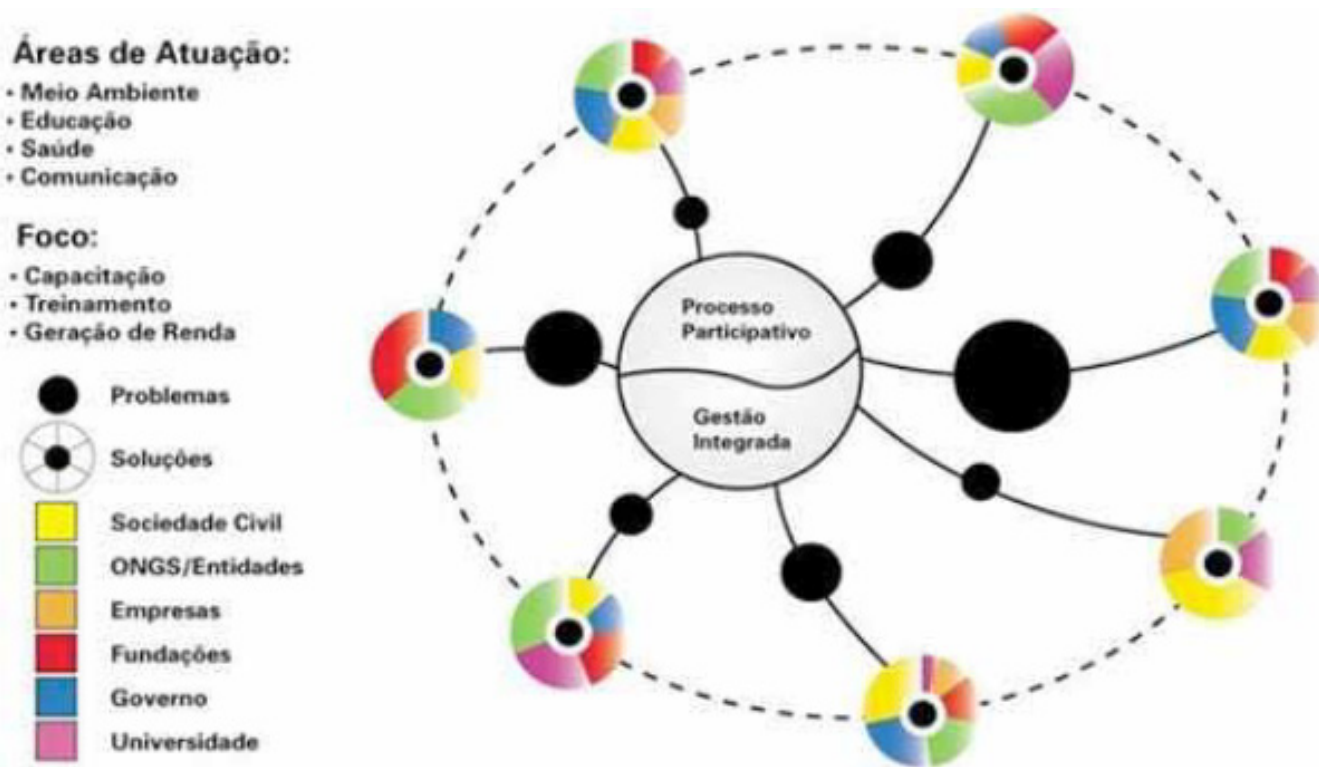 Áreas de Atuação:
• Meio Ambiente
• Educação
• Saúde
• Comunicação
Foco:
• Capacitação
• Treinamento
• Geração de Renda
Problemas
Soluções
Sociedade Civil
ONGS/Entidades
Empresas
Fundações
Governo
Universidade
Processo
Participativo
Gestão
Integrada